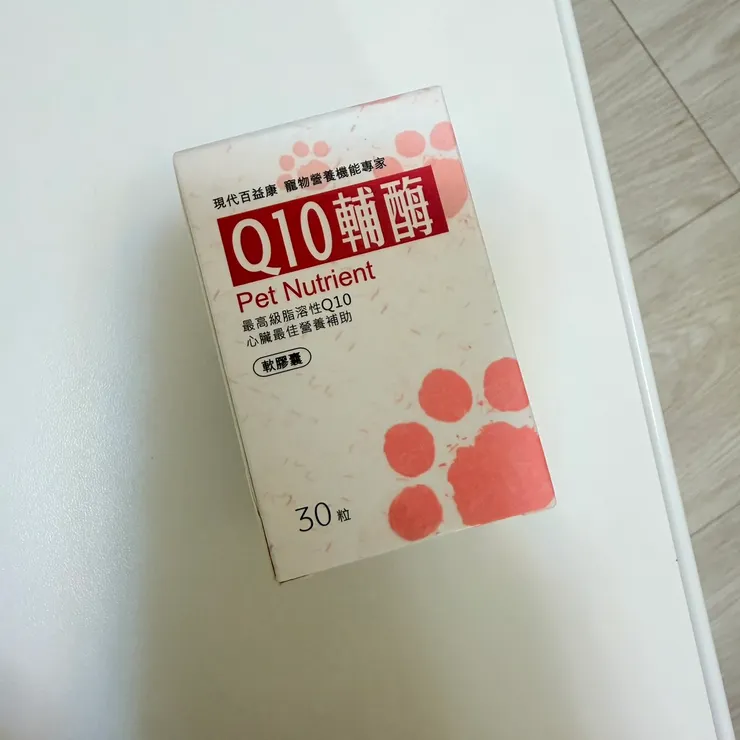 現代百益康 寵物營養機能專家
Q10輔酶
Pet Nutrient
最高級脂溶性Q10
心臟最佳營養補助
軟膠囊
30粒